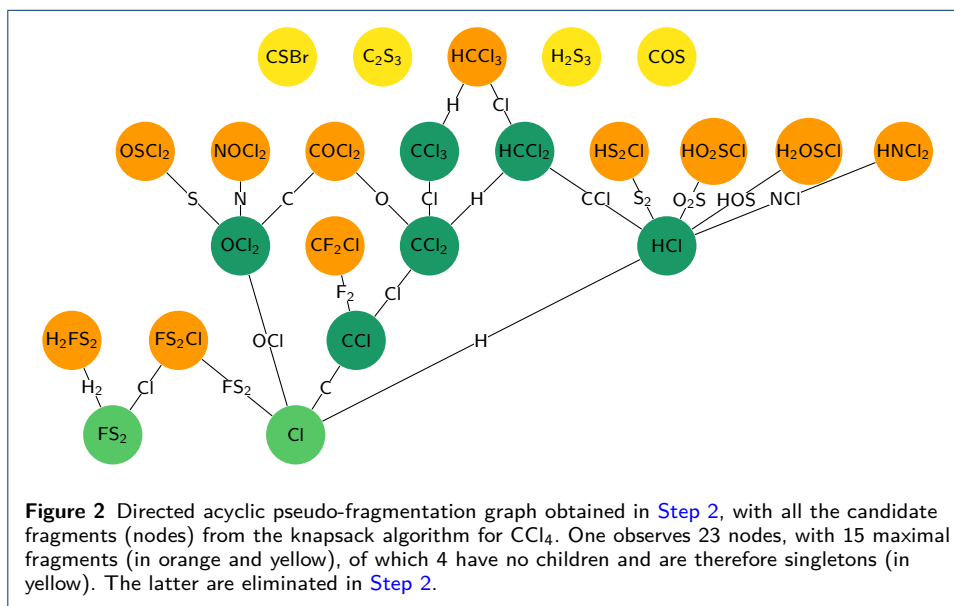 CSBr C₂S₃ HCCl₃ H₂S₃ COS
H Cl
OSCl₂ NOCl₂ COCl₂ CCl₃ HCCl₂ HS₂Cl HO₂SCl H₂OSCl HNCl₂
S N C O Cl H CCl S₂ O₂S HOS NCl
OCl₂ CF₂Cl CCl₂ HCl
F₂ Cl
H₂FS₂ FS₂Cl OCl CCl H
H₂ Cl FS₂ C
FS₂ Cl
Figure 2 Directed acyclic pseudo-fragmentation graph obtained in Step 2, with all the candidate
fragments (nodes) from the knapsack algorithm for CCl₄. One observes 23 nodes, with 15 maximal
fragments (in orange and yellow), of which 4 have no children and are therefore singletons (in
yellow). The latter are eliminated in Step 2.